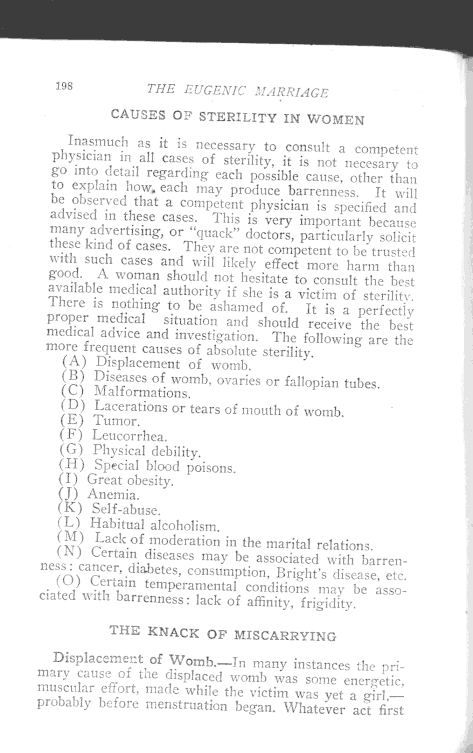 198 THE EUGENIC MARRIAGE
CAUSES OF STERILITY IN WOMEN
Inasmuch as it is necessary to consult a competent
physician in all cases of sterility, it is not necesary to
go into detail regarding each possible cause, other than
to explain how each may produce barrenness. It will
be observed that a competent physician is specified and
advised in these cases. This is very important because
many advertising, or "quack" doctors, particularly solicit
these kind of cases. They are not competent to be trusted
with such cases and will likely effect more harm than
good. A woman should not hesitate to consult the best
available medical authority if she is a victim of sterility.
There is nothing to be ashamed of. It is a perfectly
proper medical situation and should receive the best
medical advice and investigation. The following are the
more frequent causes of absolute sterility.
(A) Displacement of womb.
(B) Diseases of womb, ovaries or fallopian tubes.
(C) Malformations.
(D) Lacerations or tears of mouth of womb.
(E) Tumor.
(F) Leucorrhea.
(G) Physical debility.
(H) Special blood poisons.
(I) Great obesity.
(J) Anemia.
(K) Self-abuse.
(L) Habitual alcoholism.
(M) Lack of moderation in the marital relations.
(N) Certain diseases may be associated with barren-
ness: cancer, diabetes, consumption, Bright's disease, etc.
(O) Certain temperamental conditions may be asso-
ciated with barrenness: lack of affinity, frigidity.
THE KNACK OF MISCARRYING
Displacement of Womb.—In many instances the pri-
mary cause of the displaced womb was some energetic,
muscular effort, made while the victim was yet a girl,—
probably before menstruation began. Whatever act first